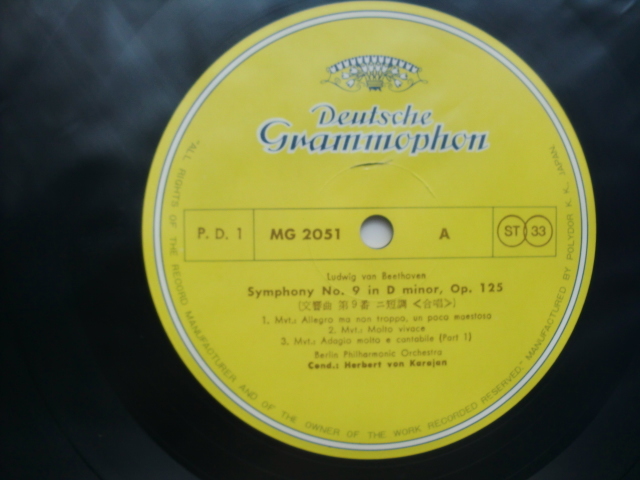 Deutsche
Grammophon
P. D. 1
MG 2051
A
ST 33
Ludwig van Beethoven
Symphony No. 9 in D minor, Op. 125
(交響曲 第9番 ニ短調 <合唱>)
1. Mvt.: Allegro ma non troppo, un poco maestoso
2. Mvt.: Molto vivace
3. Mvt.: Adagio molto e cantabile (Part 1)
Berlin Philharmonic Orchestra
Cond.: Herbert von Karajan
"ALL RIGHTS OF THE RECORD MANUFACTURER AND OF THE OWNER OF THE WORK RECORDED RESERVED." MANUFACTURED BY POLYDOR K. K., JAPAN.